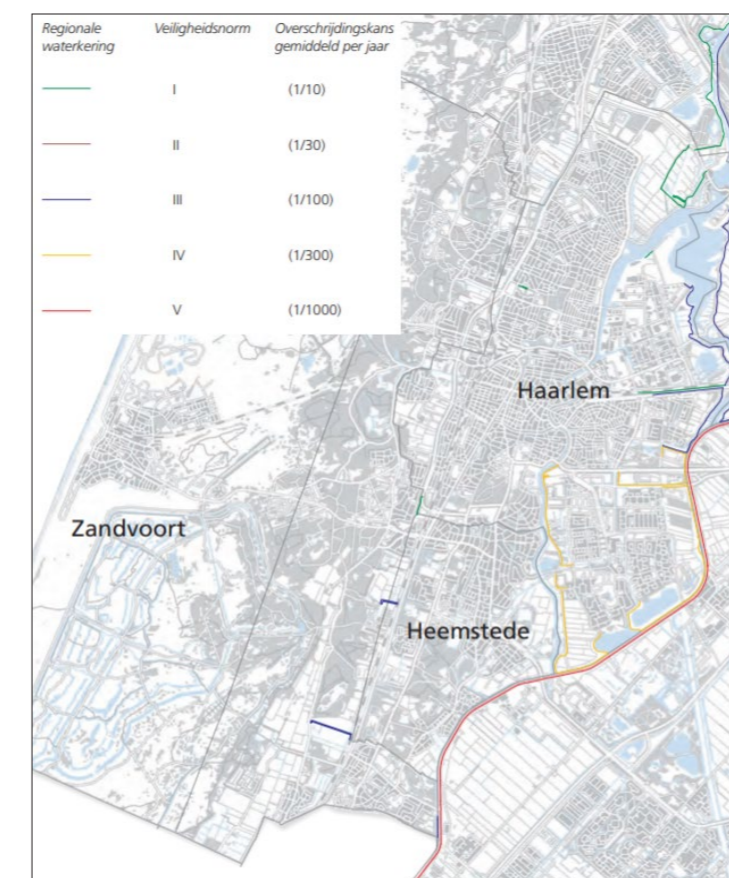 Regionale waterkering Veiligheidsnorm Overschrijdingskans gemiddeld per jaar
I (1/10)
II (1/30)
III (1/100)
IV (1/300)
V (1/1000)
Haarlem
Zandvoort
Heemstede